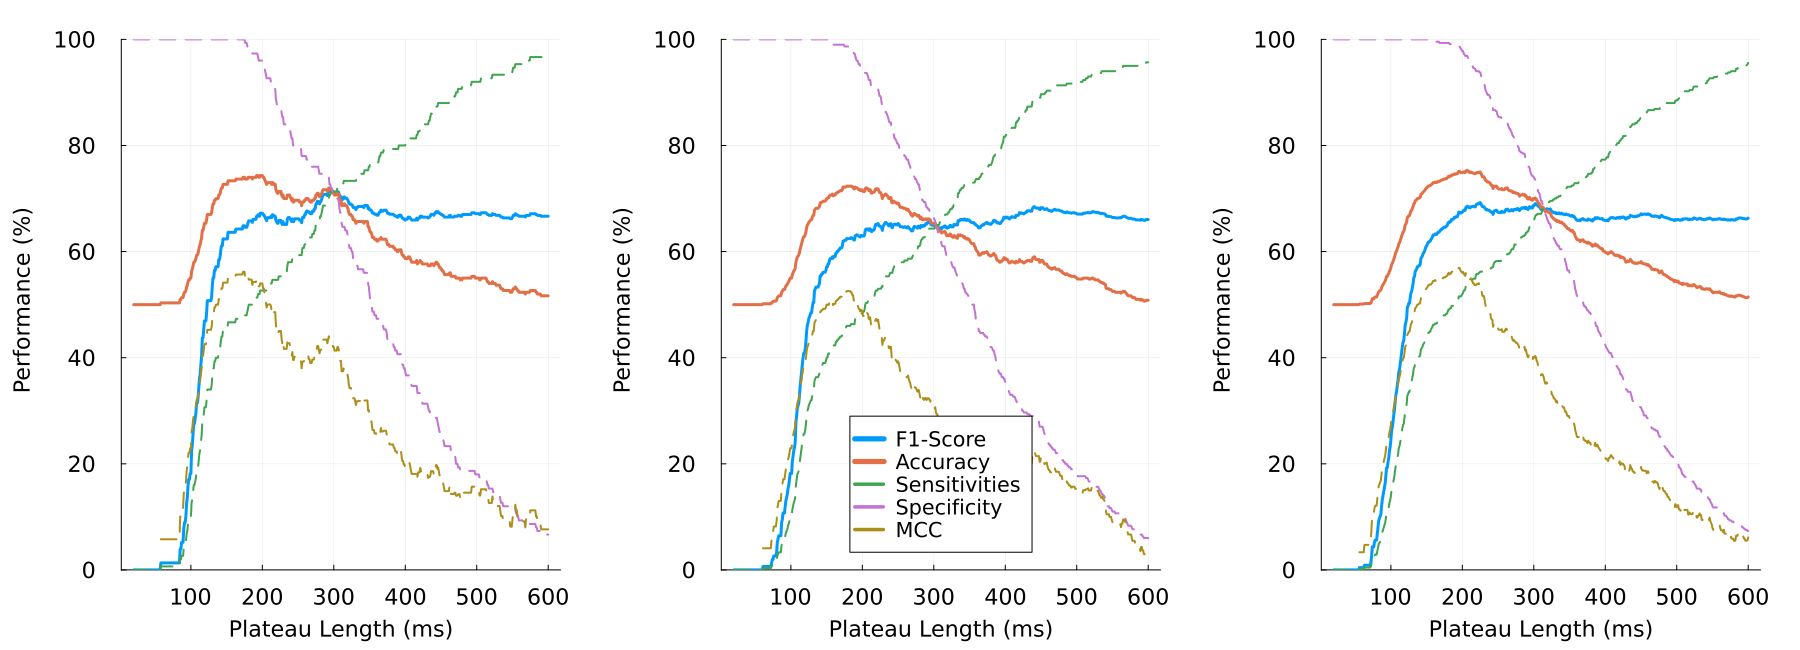 100
80
60
40
20
0
Performance (%)
100 200 300 400 500 600
Plateau Length (ms)
100
80
60
40
20
0
Performance (%)
F1-Score
Accuracy
Sensitivities
Specificity
MCC
100 200 300 400 500 600
Plateau Length (ms)
100
80
60
40
20
0
Performance (%)
100 200 300 400 500 600
Plateau Length (ms)